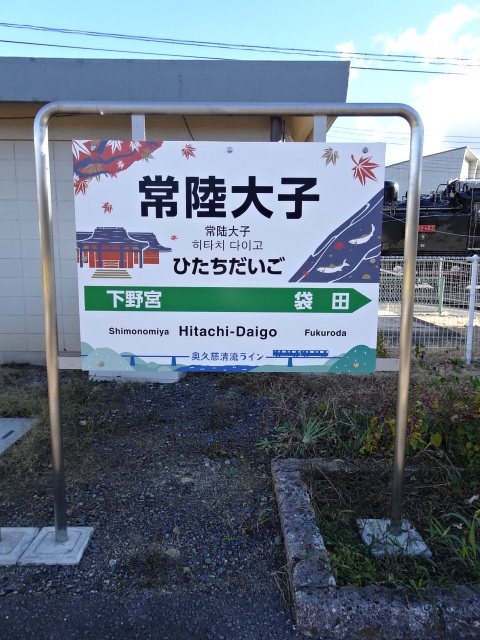 常陸大子
常陆大子
히타치 다이고
ひたちだいご
下野宮 袋田
Shimonomiya Hitachi-Daigo Fukuroda
奥久慈清流ライン